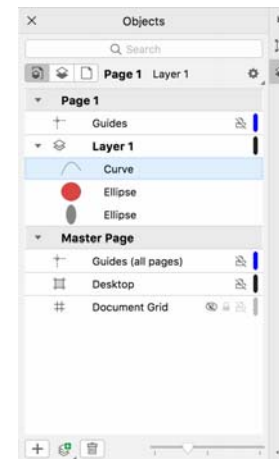 Objects
Search
Page 1 Layer 1
Page 1
Guides
Layer 1
Curve
Ellipse
Ellipse
Master Page
Guides (all pages)
Desktop
Document Grid